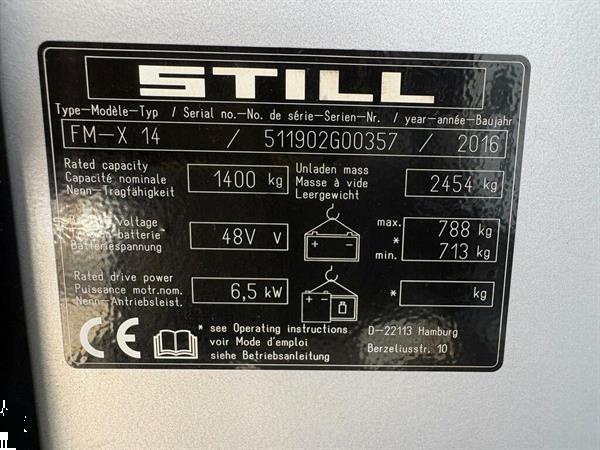 STILL
Type-Modèle-Typ / Serial no.-No. de série-Serien-Nr. / year-année-Baujahr
FM-X 14 / 511902G00357 / 2016
Rated capacity
Capacité nominale
Nenn-Tragfähigkeit
1400 kg
Unladen mass
Masse à vide
Leergewicht
2454 kg
voltage
batterie
Batteriespannung
48V V
max. 788 kg
*
min. 713 kg
Rated drive power
Puissance motr.nom.
Nenn-Antriebsleist.
6,5 kW
* kg
CE
* see Operating instructions
voir Mode d'emploi
siehe Betriebsanleitung
D-22113 Hamburg
Berzeliusstr. 10